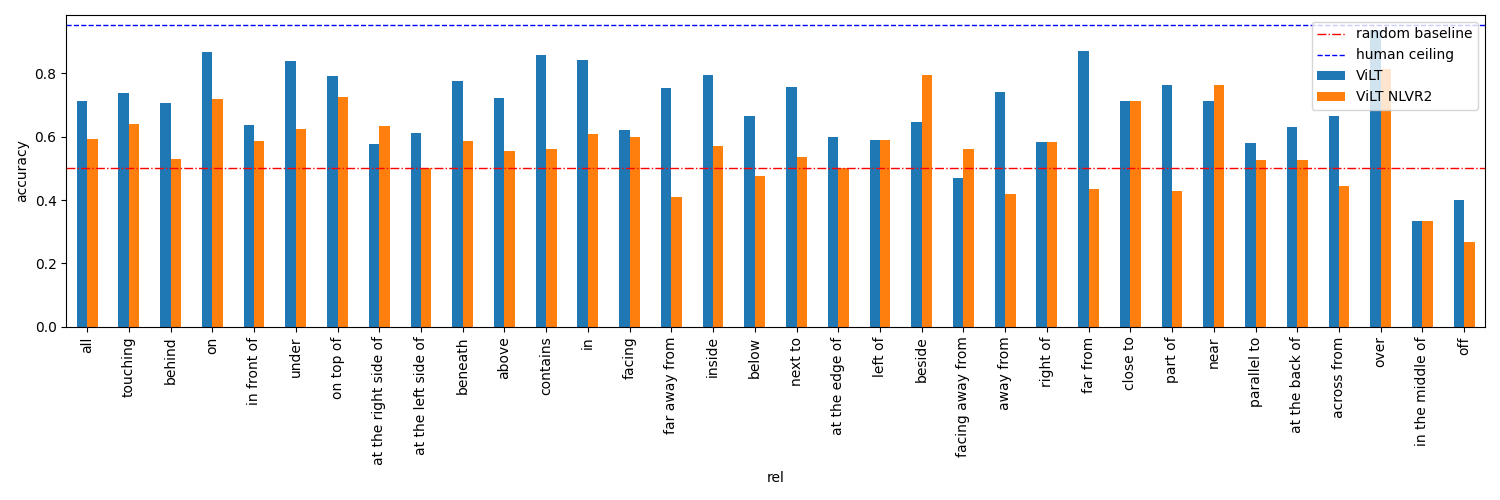 random baseline
human ceiling
ViLT
ViLT NLVR2
accuracy
0.8
0.6
0.4
0.2
0.0
all
touching
behind
on
in front of
under
on top of
at the right side of
at the left side of
beneath
above
contains
in
facing
far away from
inside
below
next to
at the edge of
left of
beside
facing away from
away from
right of
far from
close to
part of
near
parallel to
at the back of
across from
over
in the middle of
off
rel